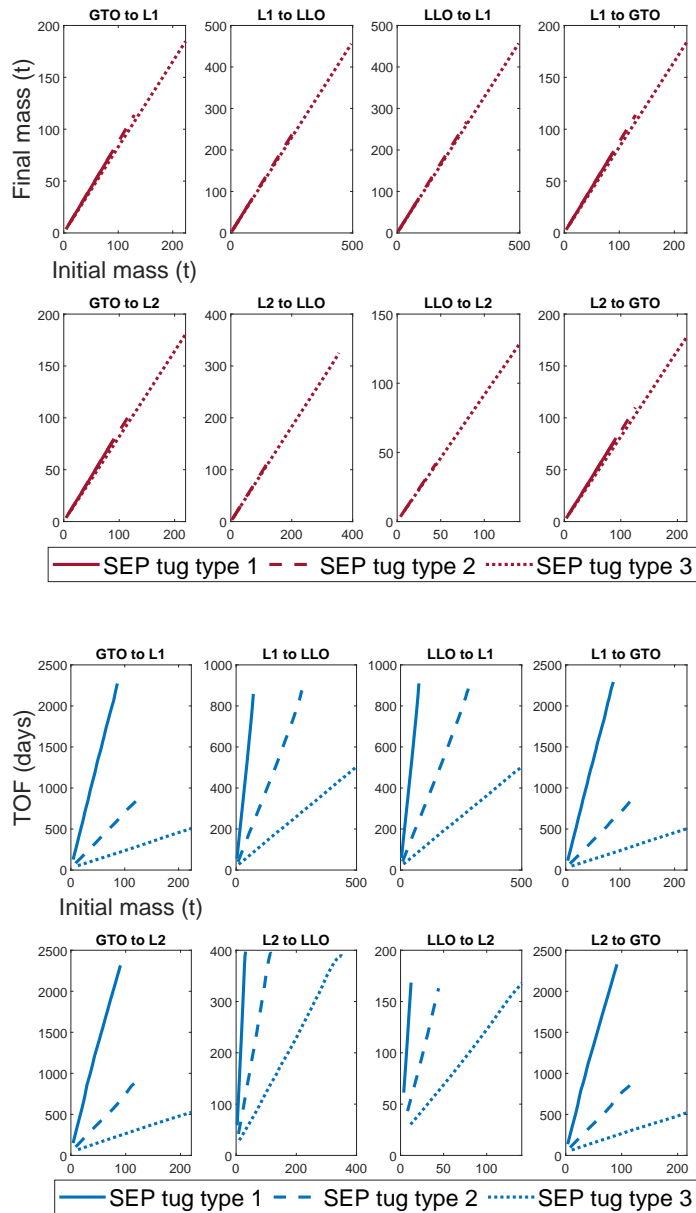 GTO to L1 L1 to LLO LLO to L1 L1 to GTO
200 500 500 200
400 400
150 150
300 300
100 100
200 200
50 50
100 100
0 0 0 0
0 100 200 0 500 0 500 0 100 200
Final mass (t)
Initial mass (t)
GTO to L2 L2 to LLO LLO to L2 L2 to GTO
200 400 150 200
150 300 150
100
100 200 100
50
50 100 50
0 0 0 0
0 100 200 0 200 400 0 50 100 0 100 200
SEP tug type 1 SEP tug type 2 SEP tug type 3
GTO to L1 L1 to LLO LLO to L1 L1 to GTO
2500 1000 1000 2500
2000 800 800 2000
1500 600 600 1500
1000 400 400 1000
500 200 200 500
0 0 0 0
0 100 200 0 500 0 500 0 100 200
TOF (days)
Initial mass (t)
GTO to L2 L2 to LLO LLO to L2 L2 to GTO
2500 400 200 2500
2000 2000
300 150
1500 1500
200 100
1000 1000
100 50
500 500
0 0 0 0
0 100 200 0 200 400 0 50 100 0 100 200
SEP tug type 1 SEP tug type 2 SEP tug type 3